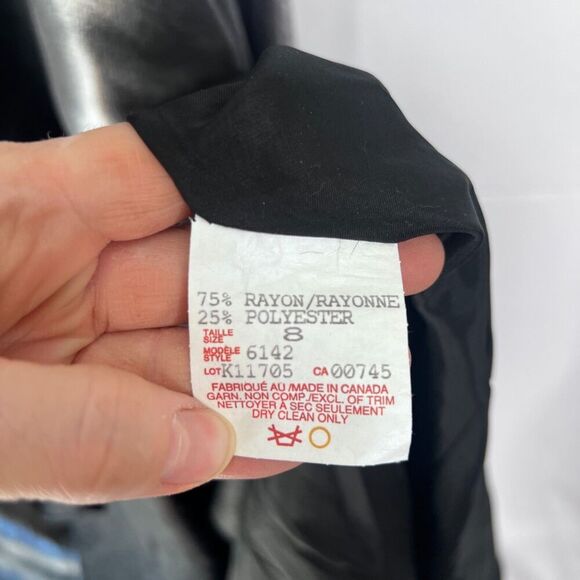 75% RAYON/RAYONNE
25% POLYESTER
TAILLE
SIZE 8
MODÈLE
STYLE 6142
LOT K11705 CA 00745
FABRIQUÉ AU/MADE IN CANADA
GARN. NON COMP./EXCL. OF TRIM
NETTOYER À SEC SEULEMENT
DRY CLEAN ONLY